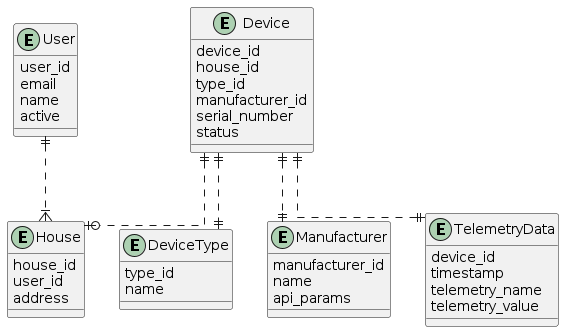 E User
user_id
email
name
active
E Device
device_id
house_id
type_id
manufacturer_id
serial_number
status
E House
house_id
user_id
address
E DeviceType
type_id
name
E Manufacturer
manufacturer_id
name
api_params
E TelemetryData
device_id
timestamp
telemetry_name
telemetry_value